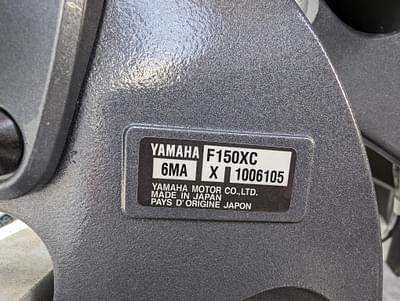 YAMAHA F150XC
6MA X 1006105
YAMAHA MOTOR CO.,LTD.
MADE IN JAPAN
PAYS D'ORIGINE JAPON